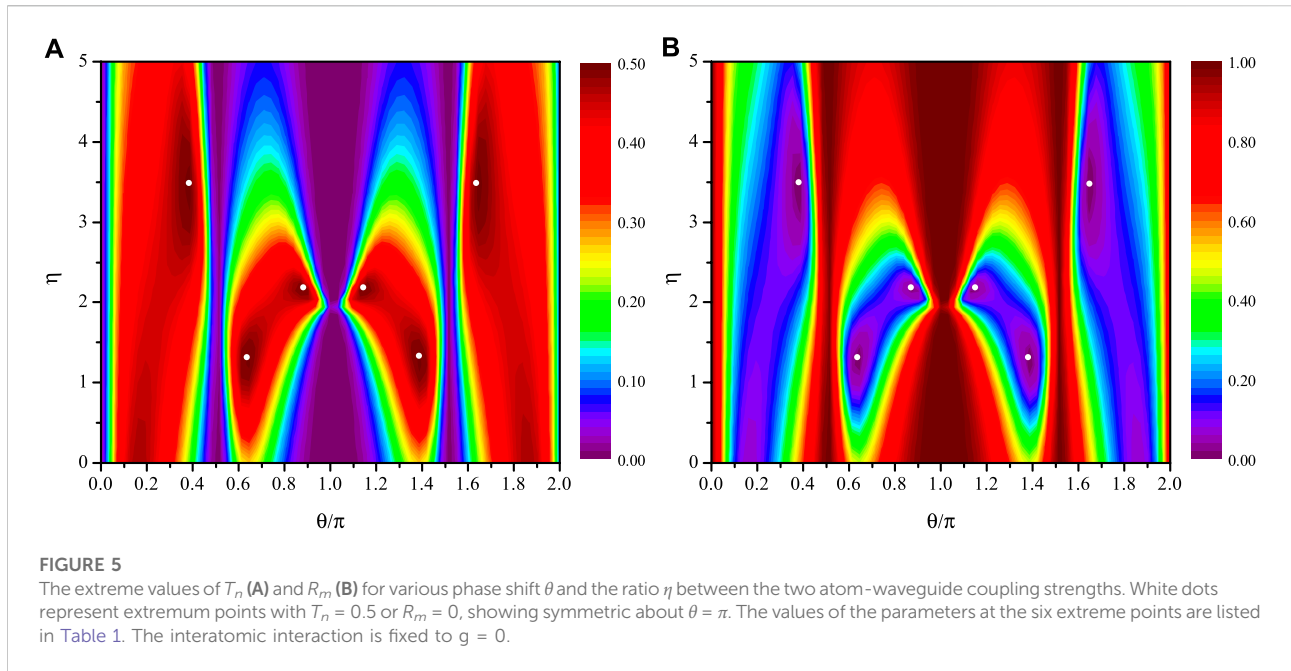 A
B
5
4
3
2
1
0
η
0.0 0.2 0.4 0.6 0.8 1.0 1.2 1.4 1.6 1.8 2.0
θ/π
0.50
0.40
0.30
0.20
0.10
0.00
5
4
3
2
1
0
η
0.0 0.2 0.4 0.6 0.8 1.0 1.2 1.4 1.6 1.8 2.0
θ/π
1.00
0.80
0.60
0.40
0.20
0.00
FIGURE 5
The extreme values of Tn (A) and Rm (B) for various phase shift θ and the ratio η between the two atom-waveguide coupling strengths. White dots
represent extremum points with Tn = 0.5 or Rm = 0, showing symmetric about θ = π. The values of the parameters at the six extreme points are listed
in Table 1. The interatomic interaction is fixed to g = 0.